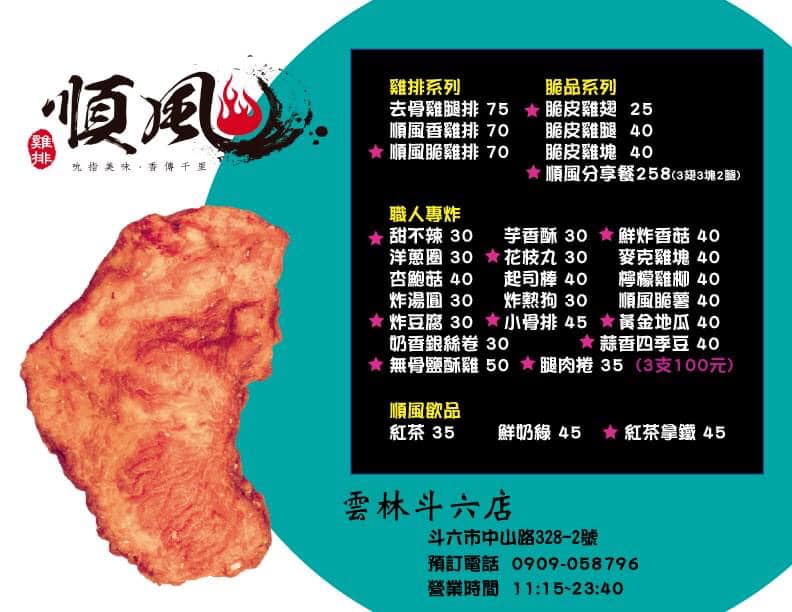 順風
雞排
吮指美味·香傳千里
雞排系列
去骨雞腿排 75
順風香雞排 70
★ 順風脆雞排 70
脆品系列
★ 脆皮雞翅 25
脆皮雞腿 40
脆皮雞塊 40
★ 順風分享餐258(3翅3塊2腿)
職人專炸
★ 甜不辣 30 芋香酥 30 ★ 鮮炸香菇 40
洋蔥圈 30 ★ 花枝丸 30 麥克雞塊 40
杏鮑菇 40 起司棒 40 檸檬雞柳 40
炸湯圓 30 炸熱狗 30 順風脆薯 40
★ 炸豆腐 30 ★ 小骨排 45 ★ 黃金地瓜 40
奶香銀絲卷 30 ★ 蒜香四季豆 40
★ 無骨鹽酥雞 50 ★ 腿肉捲 35 (3支100元)
順風飲品
紅茶 35 鮮奶綠 45 ★ 紅茶拿鐵 45
雲林斗六店
斗六市中山路328-2號
預訂電話 0909-058796
營業時間 11:15~23:40